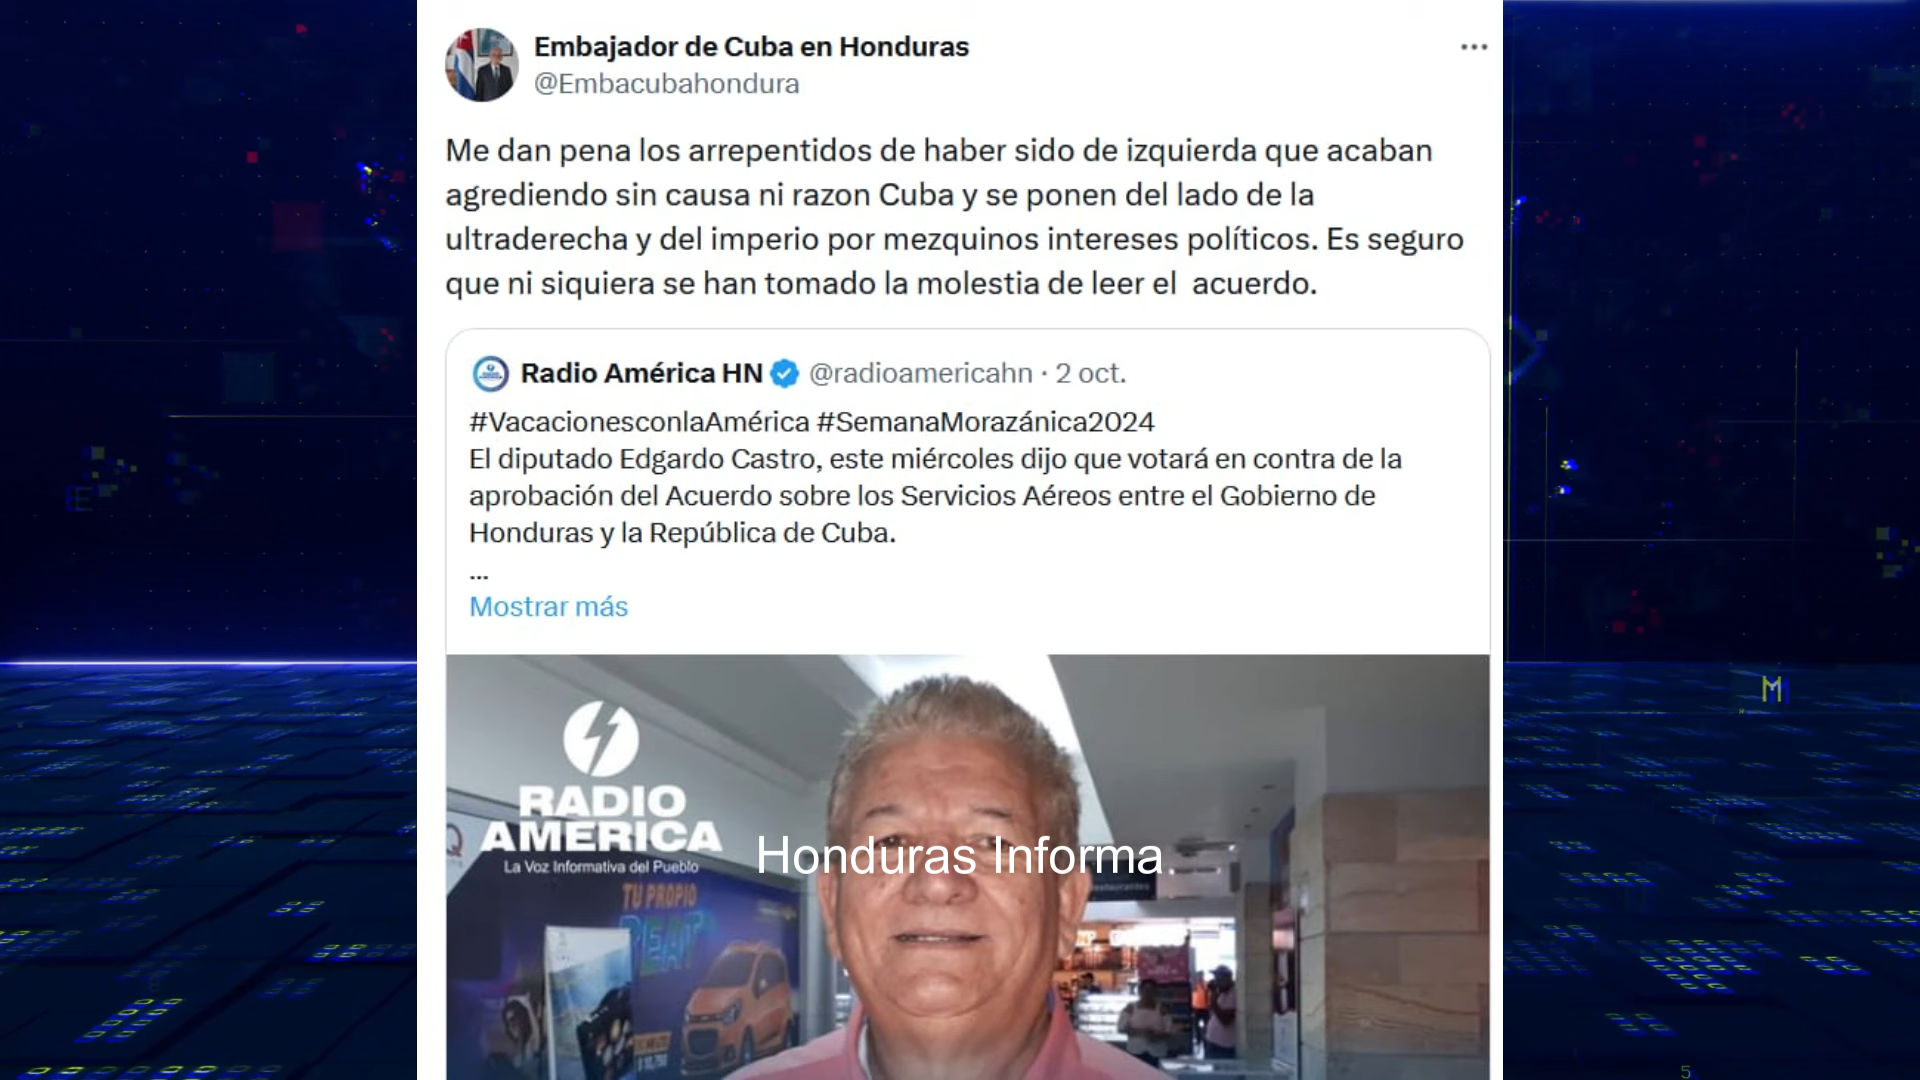 Embajador de Cuba en Honduras
@Embacubahondura
Me dan pena los arrepentidos de haber sido de izquierda que acaban
agrediendo sin causa ni razon Cuba y se ponen del lado de la
ultraderecha y del imperio por mezquinos intereses políticos. Es seguro
que ni siquiera se han tomado la molestia de leer el  acuerdo.
Radio América HN @radioamericahn · 2 oct.
#VacacionesconlaAmérica #SemanaMorazánica2024
El diputado Edgardo Castro, este miércoles dijo que votará en contra de la
aprobación del Acuerdo sobre los Servicios Aéreos entre el Gobierno de
Honduras y la República de Cuba.
...
Mostrar más
RADIO
AMERICA
La Voz Informativa del Pueblo
Honduras Informa
TU PROPIO
BEAT
E
M
5